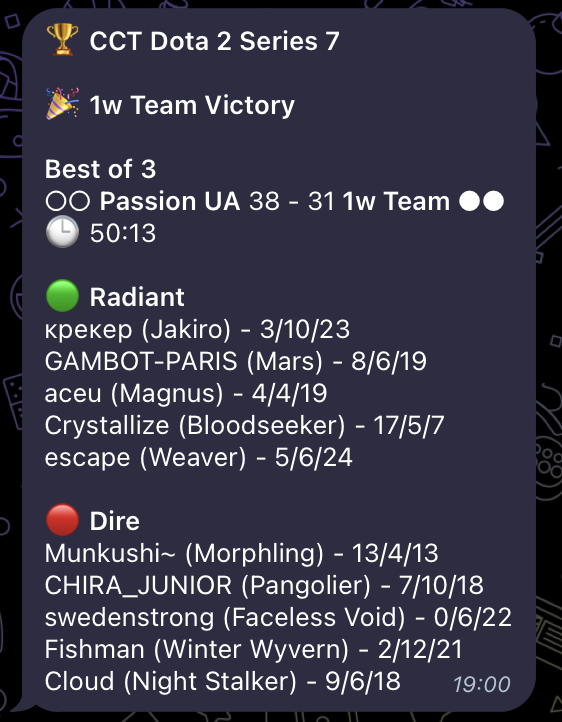 🏆 CCT Dota 2 Series 7
🎉 1w Team Victory
Best of 3
○○ Passion UA 38 - 31 1w Team ●●
🕒 50:13
🟢 Radiant
крекер (Jakiro) - 3/10/23
GAMBOT-PARIS (Mars) - 8/6/19
aceu (Magnus) - 4/4/19
Crystallize (Bloodseeker) - 17/5/7
escape (Weaver) - 5/6/24
🔴 Dire
Munkushi~ (Morphling) - 13/4/13
CHIRA_JUNIOR (Pangolier) - 7/10/18
swedenstrong (Faceless Void) - 0/6/22
Fishman (Winter Wyvern) - 2/12/21
Cloud (Night Stalker) - 9/6/18
19:00